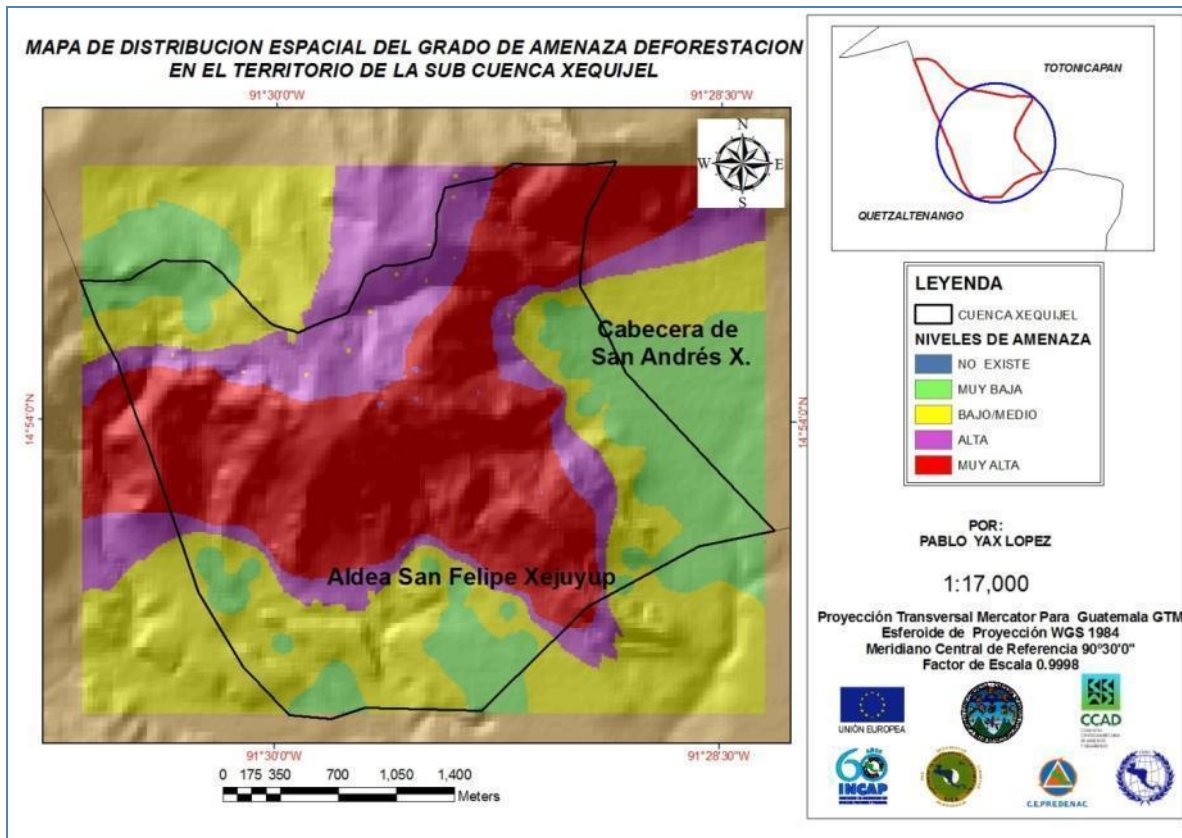 MAPA DE DISTRIBUCION ESPACIAL DEL GRADO DE AMENAZA DEFORESTACION
EN EL TERRITORIO DE LA SUB CUENCA XEQUIJEL
91°30'0"W
91°28'30"W
14°54'0"N
14°54'0"N
N
W
E
S
Cabecera de
San Andrés X.
Aldea San Felipe Xejuyup
91°30'0"W
91°28'30"W
0 175 350 700 1,050 1,400
Meters
TOTONICAPAN
QUETZALTENANGO
LEYENDA
CUENCA XEQUIJEL
NIVELES DE AMENAZA
NO EXISTE
MUY BAJA
BAJO/MEDIO
ALTA
MUY ALTA
POR:
PABLO YAX LOPEZ
1:17,000
Proyección Transversal Mercator Para Guatemala GTM
Esferoide de Proyección WGS 1984
Meridiano Central de Referencia 90°30'0"
Factor de Escala 0.9998
UNIÓN EUROPEA
CCAD
60 AÑOS
INCAP
C.E.PREDENAC